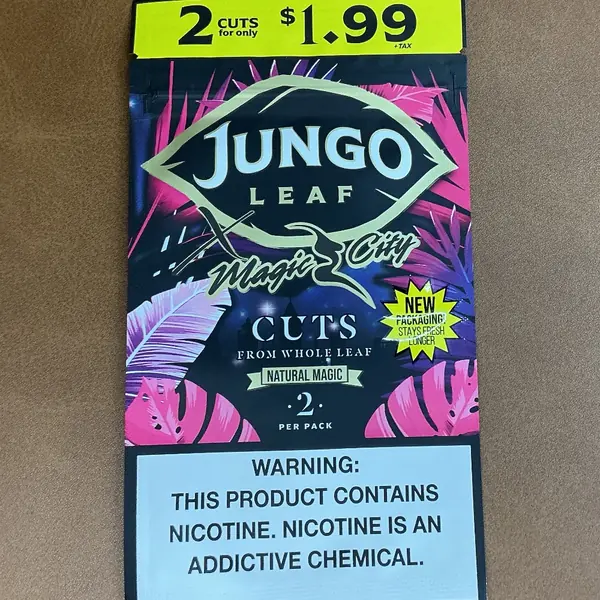 2 CUTS for only $1.99
+TAX
JUNGO
LEAF
X Magic City
CUTS
FROM WHOLE LEAF
NATURAL MAGIC
·2·
PER PACK
NEW
PACKAGING!
STAYS FRESH
LONGER
WARNING:
THIS PRODUCT CONTAINS
NICOTINE. NICOTINE IS AN
ADDICTIVE CHEMICAL.